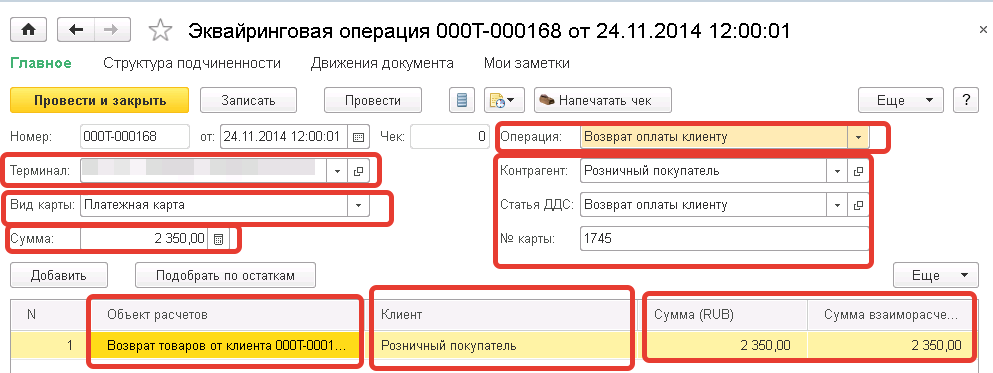 Эквайринговая операция 000Т-000168 от 24.11.2014 12:00:01
Главное Структура подчиненности Движения документа Мои заметки
Провести и закрыть Записать Провести Напечатать чек Еще ?
Номер: 000Т-000168 от: 24.11.2014 12:00:01 Чек: 0 Операция: Возврат оплаты клиенту
Терминал: Контрагент: Розничный покупатель
Вид карты: Платежная карта Статья ДДС: Возврат оплаты клиенту
Сумма: 2 350,00 № карты: 1745
Добавить Подобрать по остаткам Еще
N Объект расчетов Клиент Сумма (RUB) Сумма взаиморасче...
1 Возврат товаров от клиента 000Т-0001... Розничный покупатель 2 350,00 2 350,00